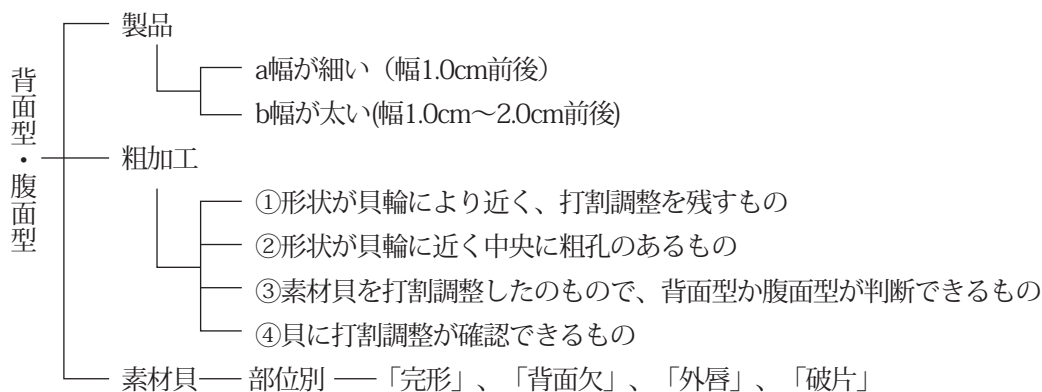 背面型・腹面型
製品
a幅が細い（幅1.0cm前後）
b幅が太い(幅1.0cm〜2.0cm前後)
粗加工
①形状が貝輪により近く、打割調整を残すもの
②形状が貝輪に近く中央に粗孔のあるもの
③素材貝を打割調整したのもので、背面型か腹面型が判断できるもの
④貝に打割調整が確認できるもの
素材貝 部位別 「完形」、「背面欠」、「外唇」、「破片」